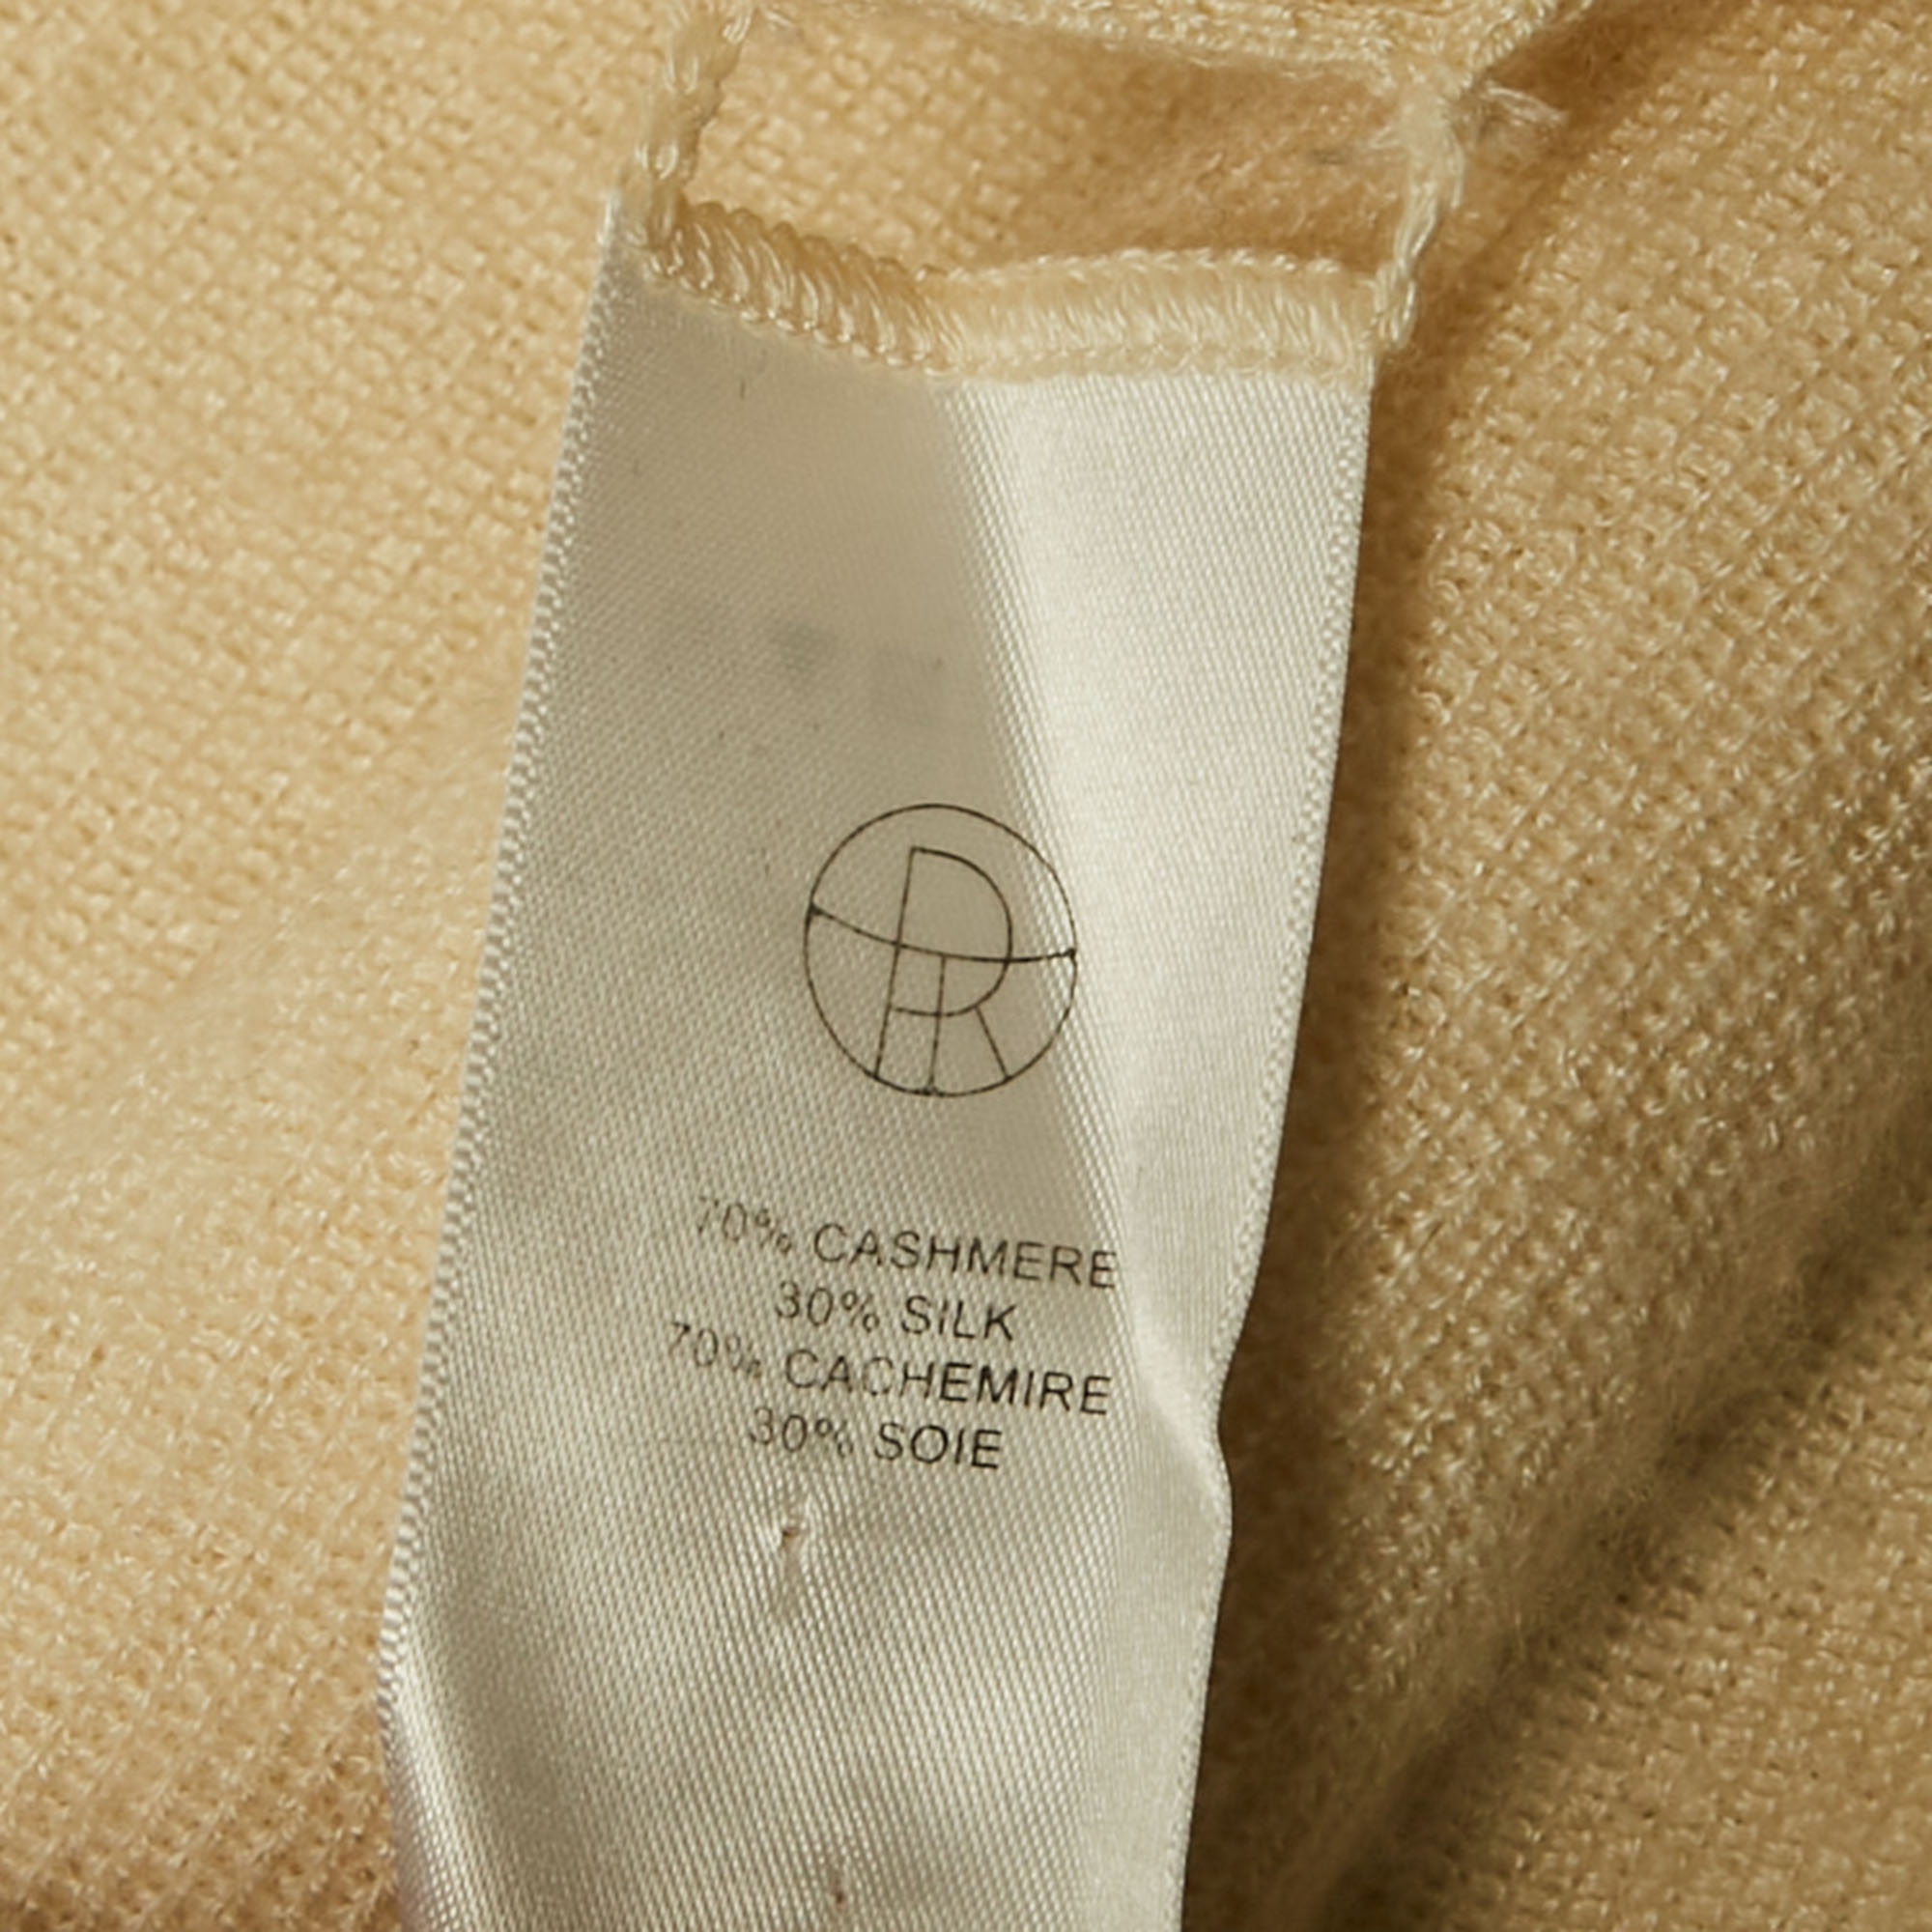 70% CASHMERE
30% SILK
70% CACHEMIRE
30% SOIE